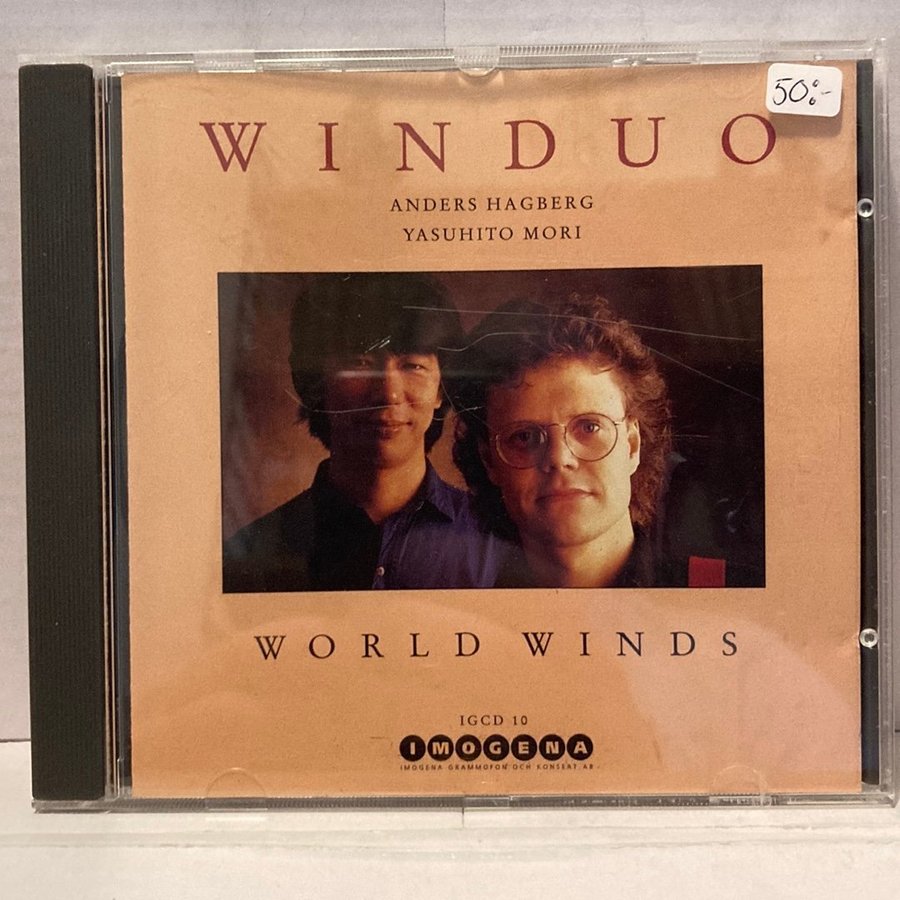 50:-
WINDUO
ANDERS HAGBERG
YASUHITO MORI
WORLD WINDS
IGCD 10
IMOGENA
IMOGENA GRAMMOFON OCH KONSERT AB